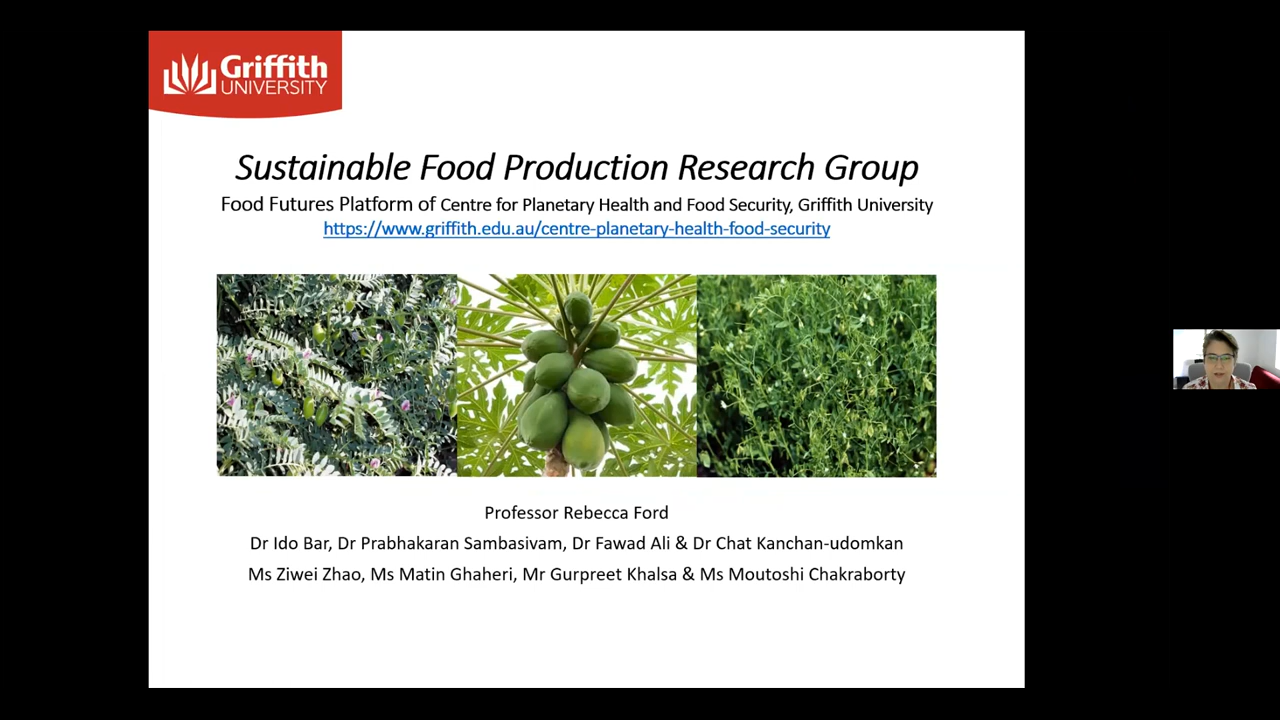 Griffith
UNIVERSITY
Sustainable Food Production Research Group
Food Futures Platform of Centre for Planetary Health and Food Security, Griffith University
https://www.griffith.edu.au/centre-planetary-health-food-security
Professor Rebecca Ford
Dr Ido Bar, Dr Prabhakaran Sambasivam, Dr Fawad Ali & Dr Chat Kanchan-udomkan
Ms Ziwei Zhao, Ms Matin Ghaheri, Mr Gurpreet Khalsa & Ms Moutoshi Chakraborty